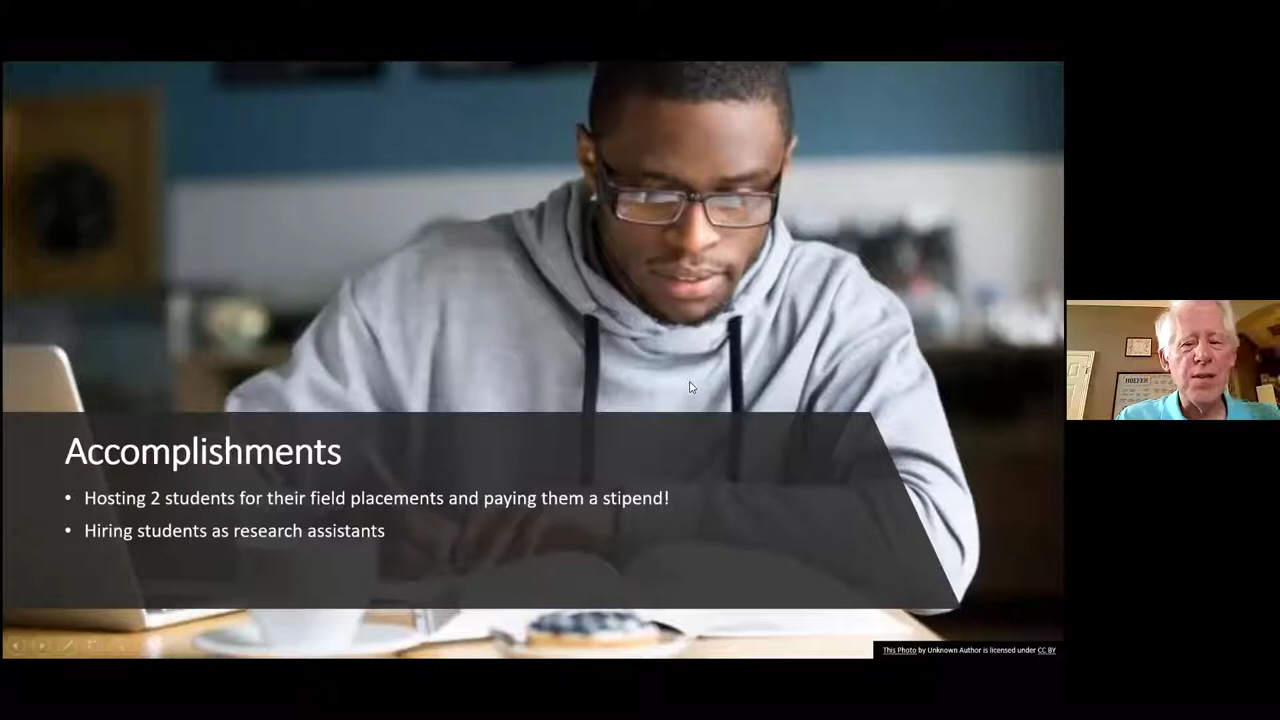 Accomplishments
• Hosting 2 students for their field placements and paying them a stipend!
• Hiring students as research assistants
This Photo by Unknown Author is licensed under CC BY
HOEFER